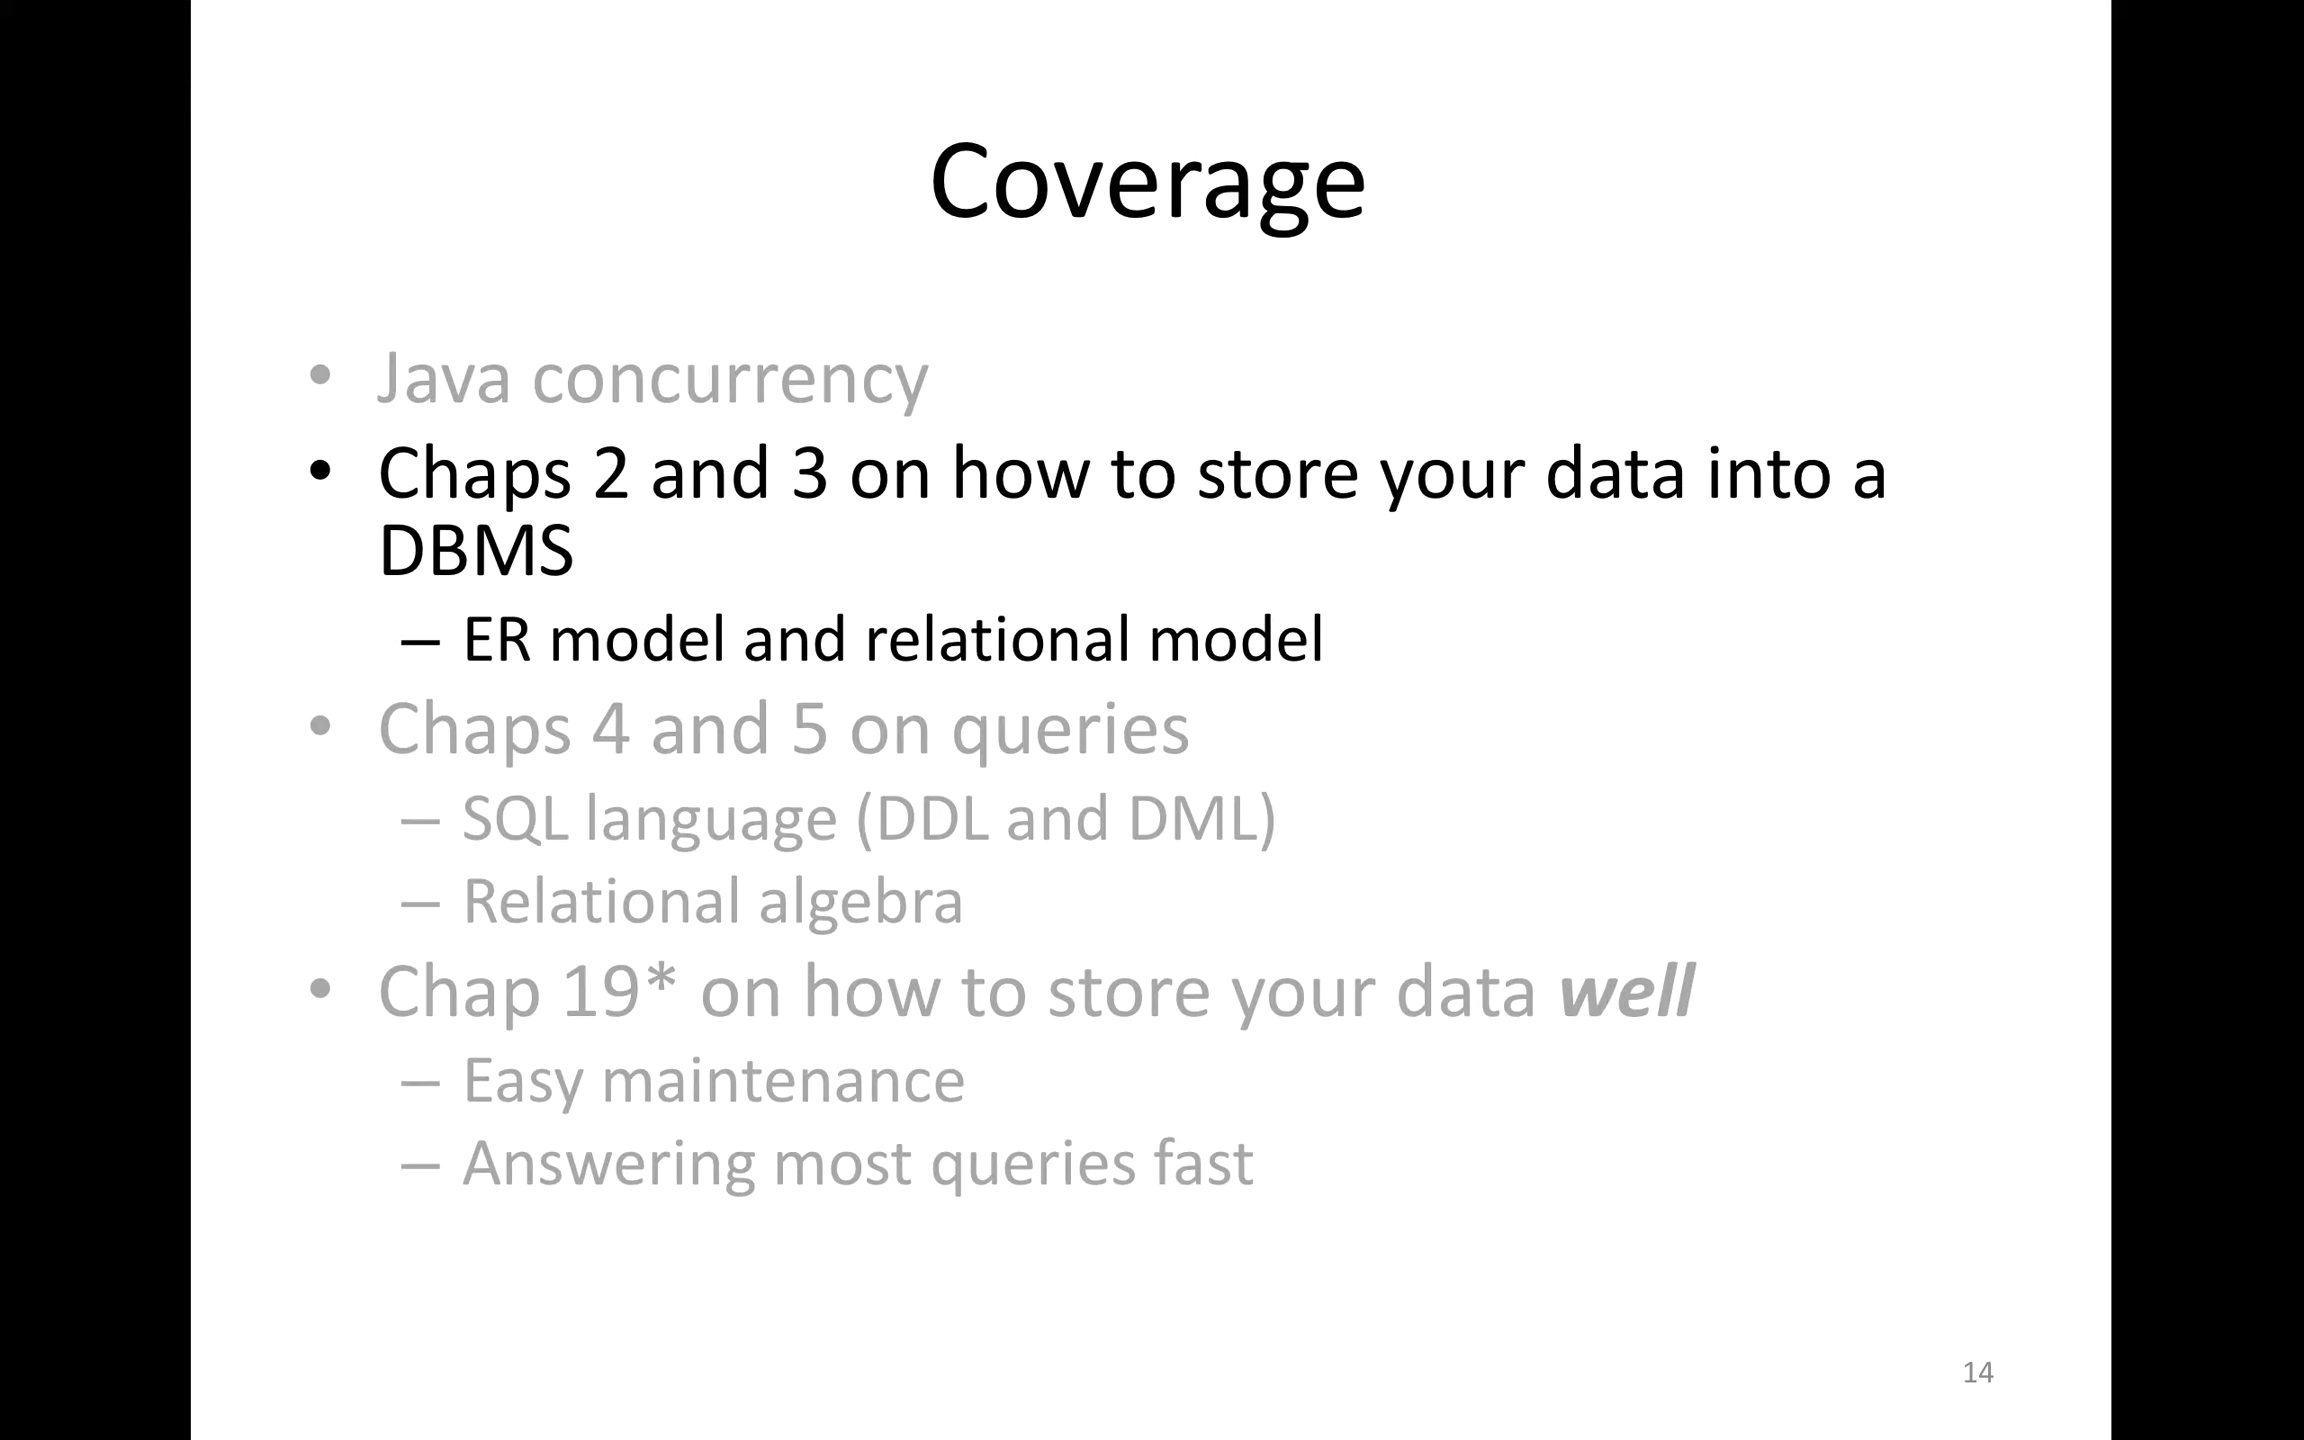 Coverage
• Java concurrency
• Chaps 2 and 3 on how to store your data into a
DBMS
– ER model and relational model
• Chaps 4 and 5 on queries
– SQL language (DDL and DML)
– Relational algebra
• Chap 19* on how to store your data well
– Easy maintenance
– Answering most queries fast
14